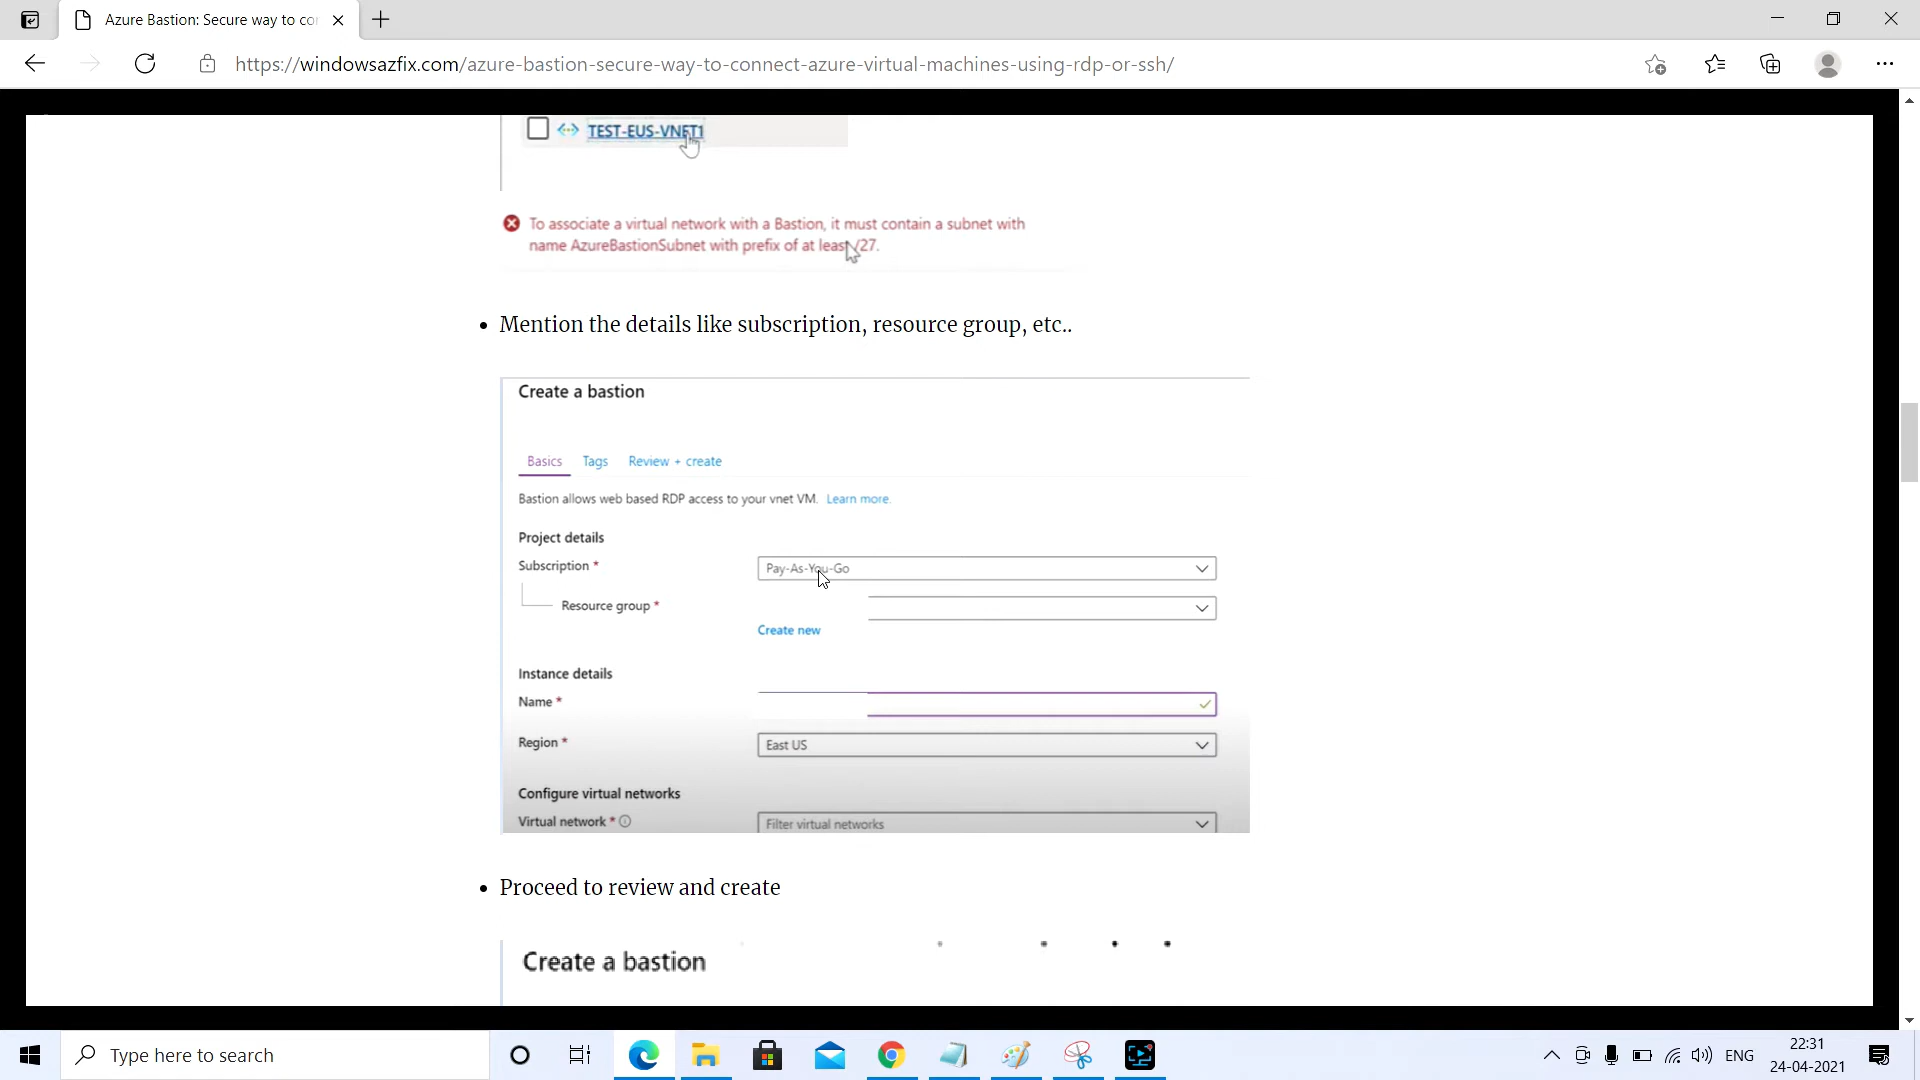 Azure Bastion: Secure way to co
https://windowsazfix.com/azure-bastion-secure-way-to-connect-azure-virtual-machines-using-rdp-or-ssh/
TEST-EUS-VNET1
To associate a virtual network with a Bastion, it must contain a subnet with
name AzureBastionSubnet with prefix of at least /27.
• Mention the details like subscription, resource group, etc..
Create a bastion
Basics Tags Review + create
Bastion allows web based RDP access to your vnet VM. Learn more.
Project details
Subscription * Pay-As-You-Go
Resource group *
Create new
Instance details
Name *
Region * East US
Configure virtual networks
Virtual network * Filter virtual networks
• Proceed to review and create
Create a bastion
Type here to search
ENG
22:31
24-04-2021